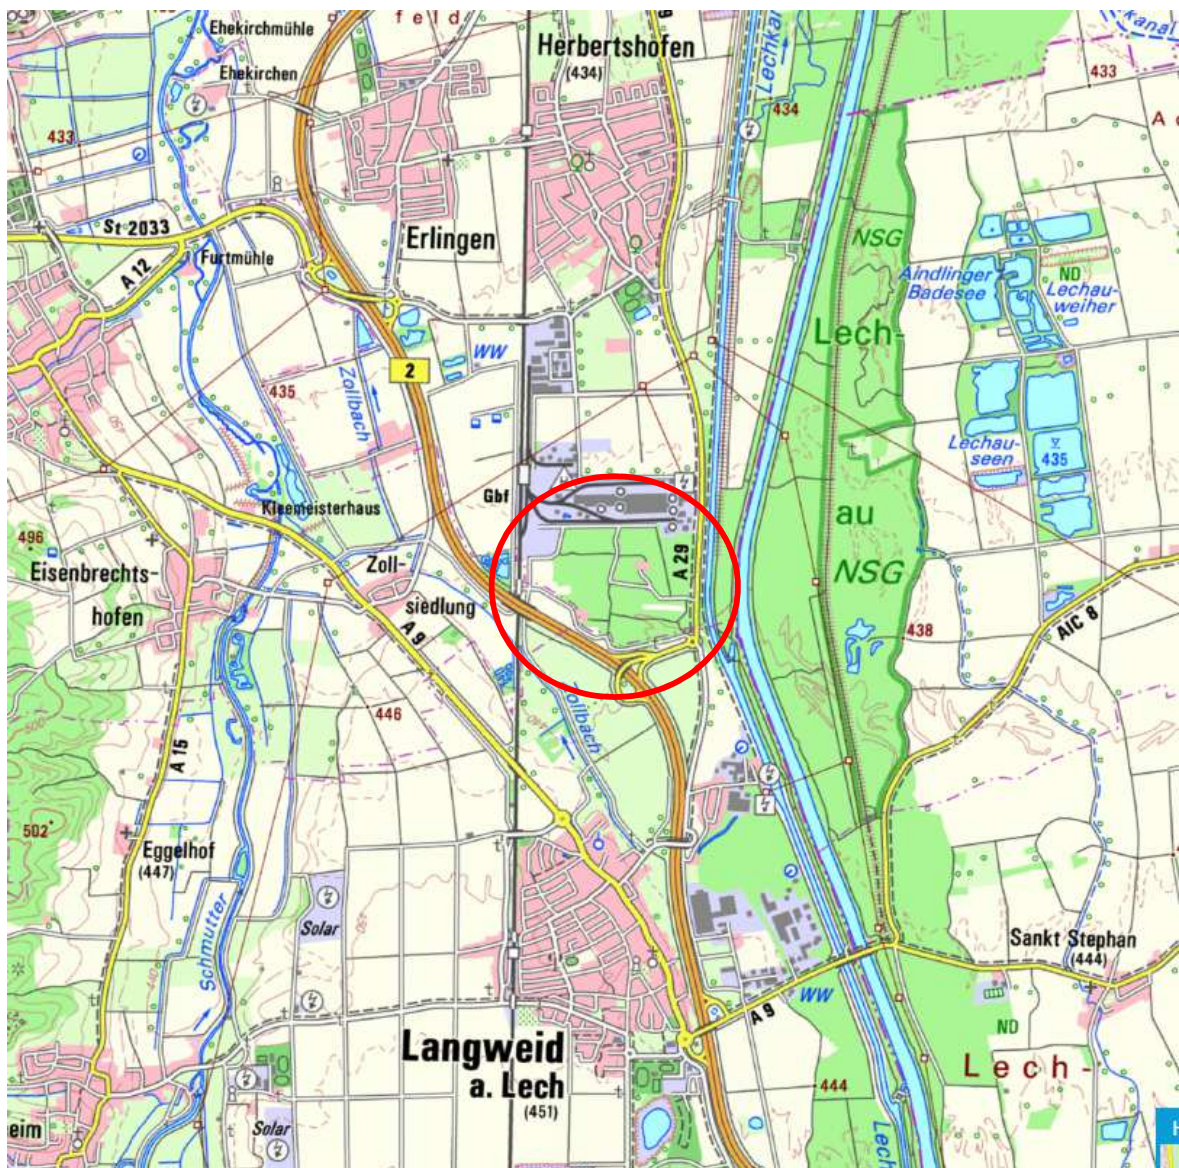 Ehekirchmühle
feld
Herbertshofen
(434)
Ehekirchen
Lechkan
kanal
433
434
433
A
St 2033
A 12
Furtmühle
Erlingen
NSG
Aindlinger
Badesee
ND
Lechau-
weiher
Lech-
2
WW
Zollbach
435
Lechau-
seen
435
Gbf
au
NSG
Kleemeisterhaus
496
Eisenbrechts-
hofen
Zoll-
siedlung
A 9
A 29
438
AIC 8
446
Zollbach
A 15
502
Eggelhof
(447)
Schmutter
Solar
Sankt Stephan
(444)
WW
A 9
ND
Langweid
a. Lech
(451)
Lech-
444
eim
Solar
Lech
H